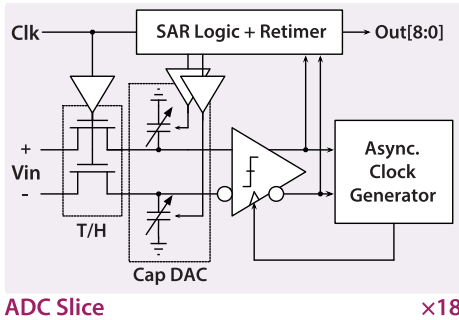 Clk
SAR Logic + Retimer
Out[8:0]
+
Vin
-
T/H
Cap DAC
Async.
Clock
Generator
ADC Slice
×18